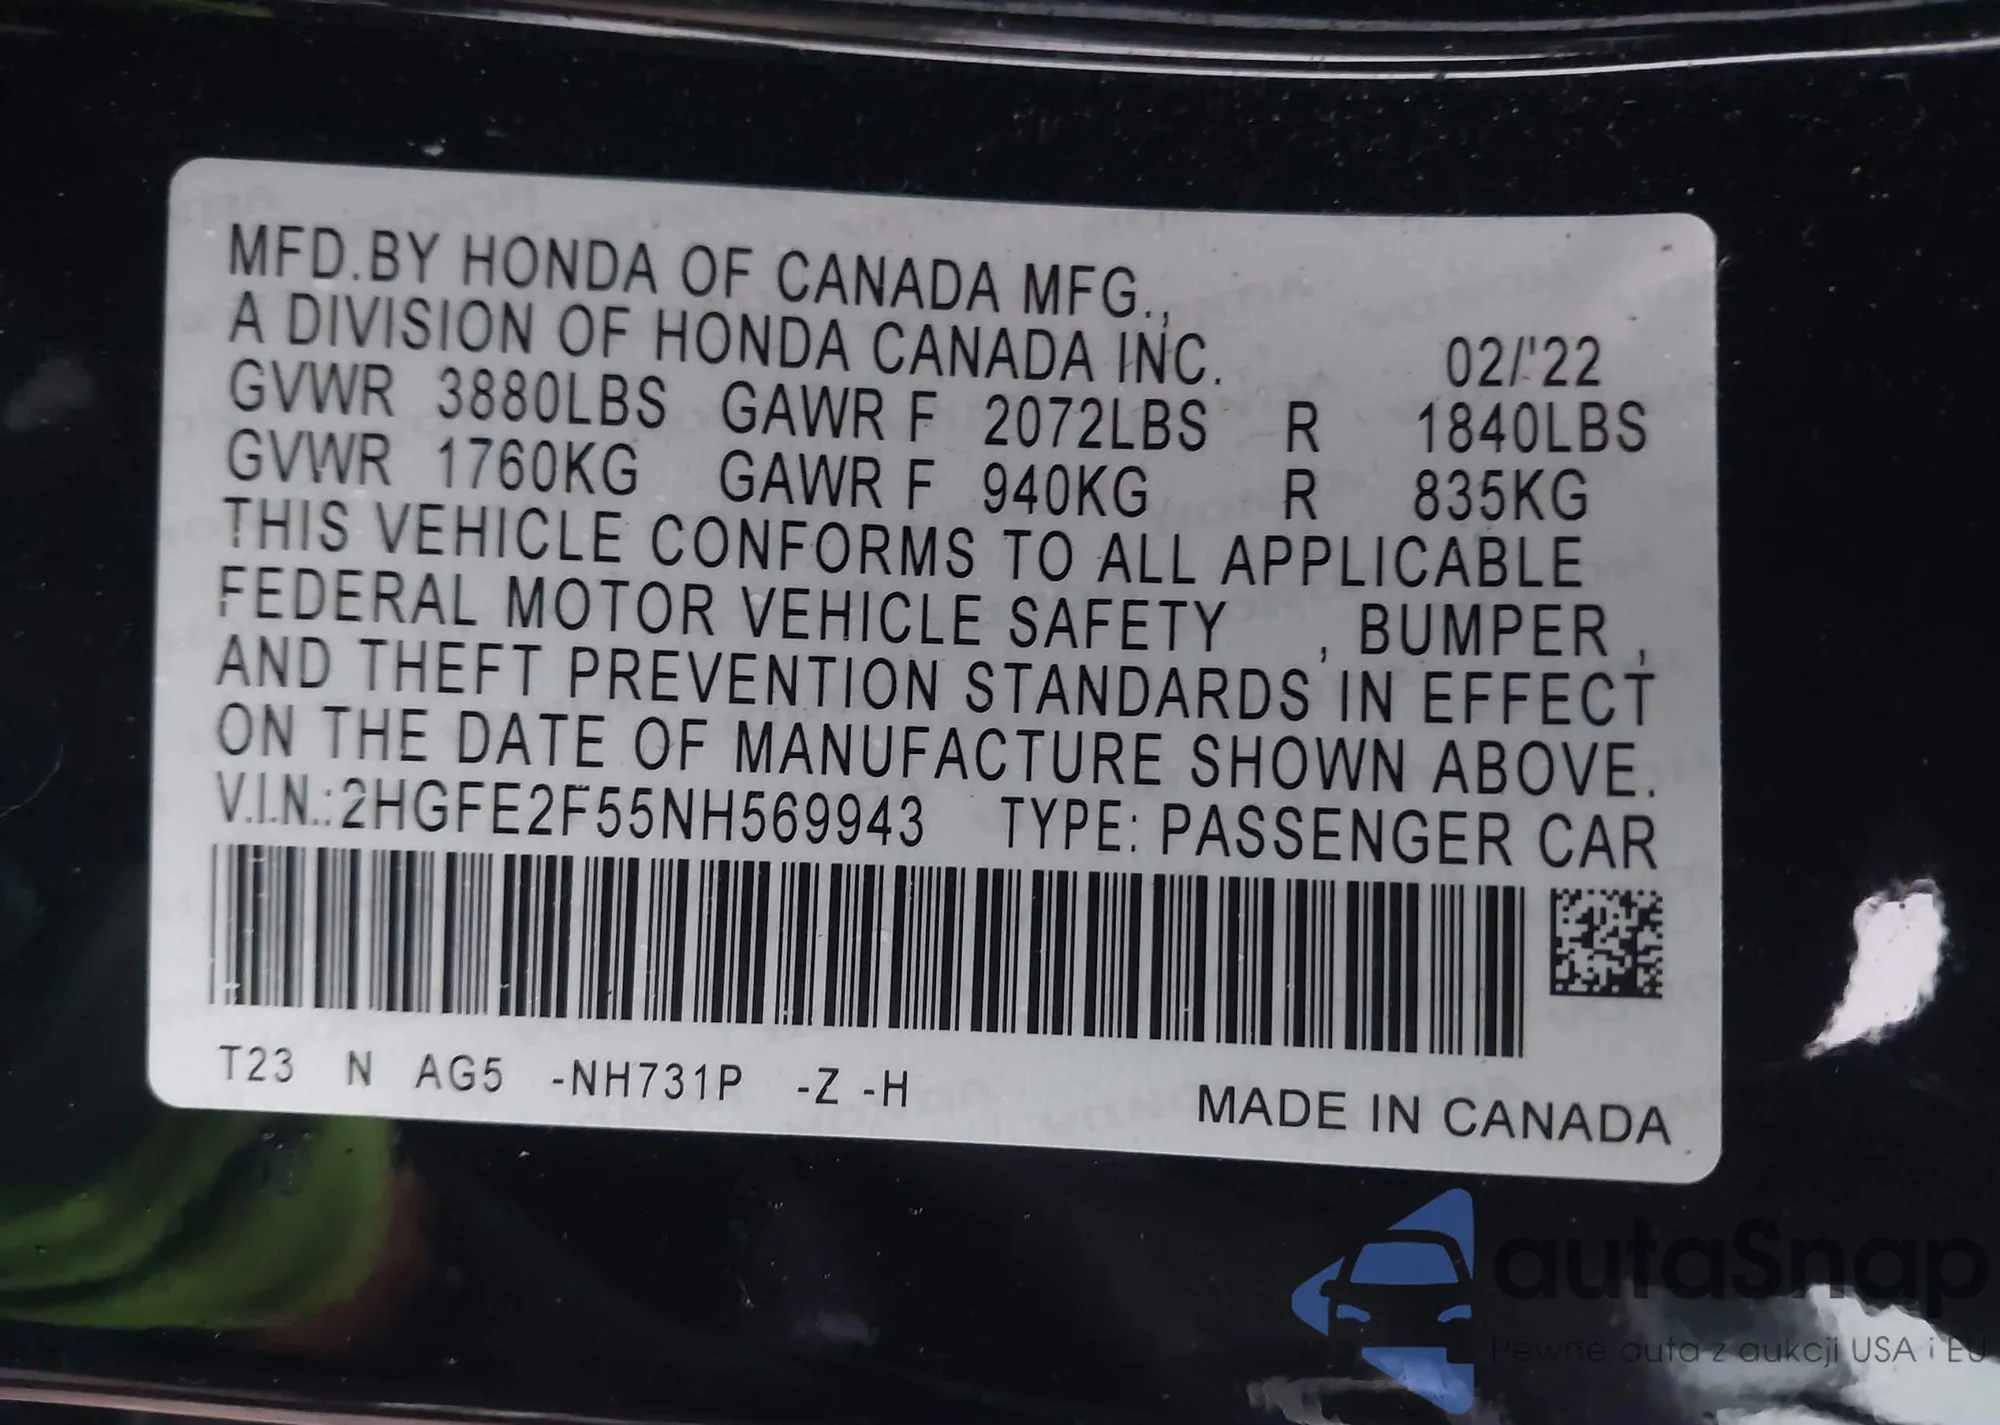 MFD.BY HONDA OF CANADA MFG.,
A DIVISION OF HONDA CANADA INC. 02/'22
GVWR 3880LBS GAWR F 2072LBS R 1840LBS
GVWR 1760KG GAWR F 940KG R 835KG
THIS VEHICLE CONFORMS TO ALL APPLICABLE
FEDERAL MOTOR VEHICLE SAFETY , BUMPER ,
AND THEFT PREVENTION STANDARDS IN EFFECT
ON THE DATE OF MANUFACTURE SHOWN ABOVE.
V.I.N.:2HGFE2F55NH569943 TYPE: PASSENGER CAR
T23 N AG5 -NH731P -Z -H
MADE IN CANADA
autaSnap
Pewne auta z aukcji USA i EU